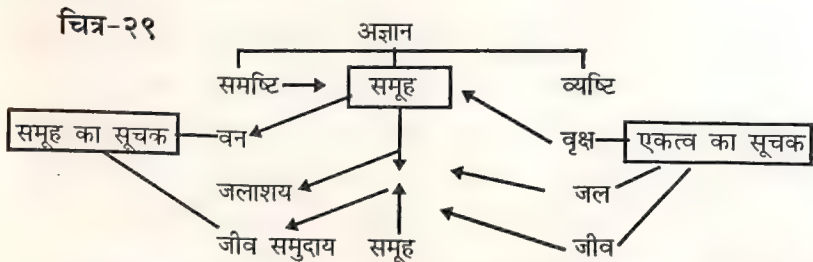 चित्र-२९
अज्ञान
समष्टि समूह व्यष्टि
समूह का सूचक वन वृक्ष एकत्व का सूचक
जलाशय जल
जीव समुदाय समूह जीव